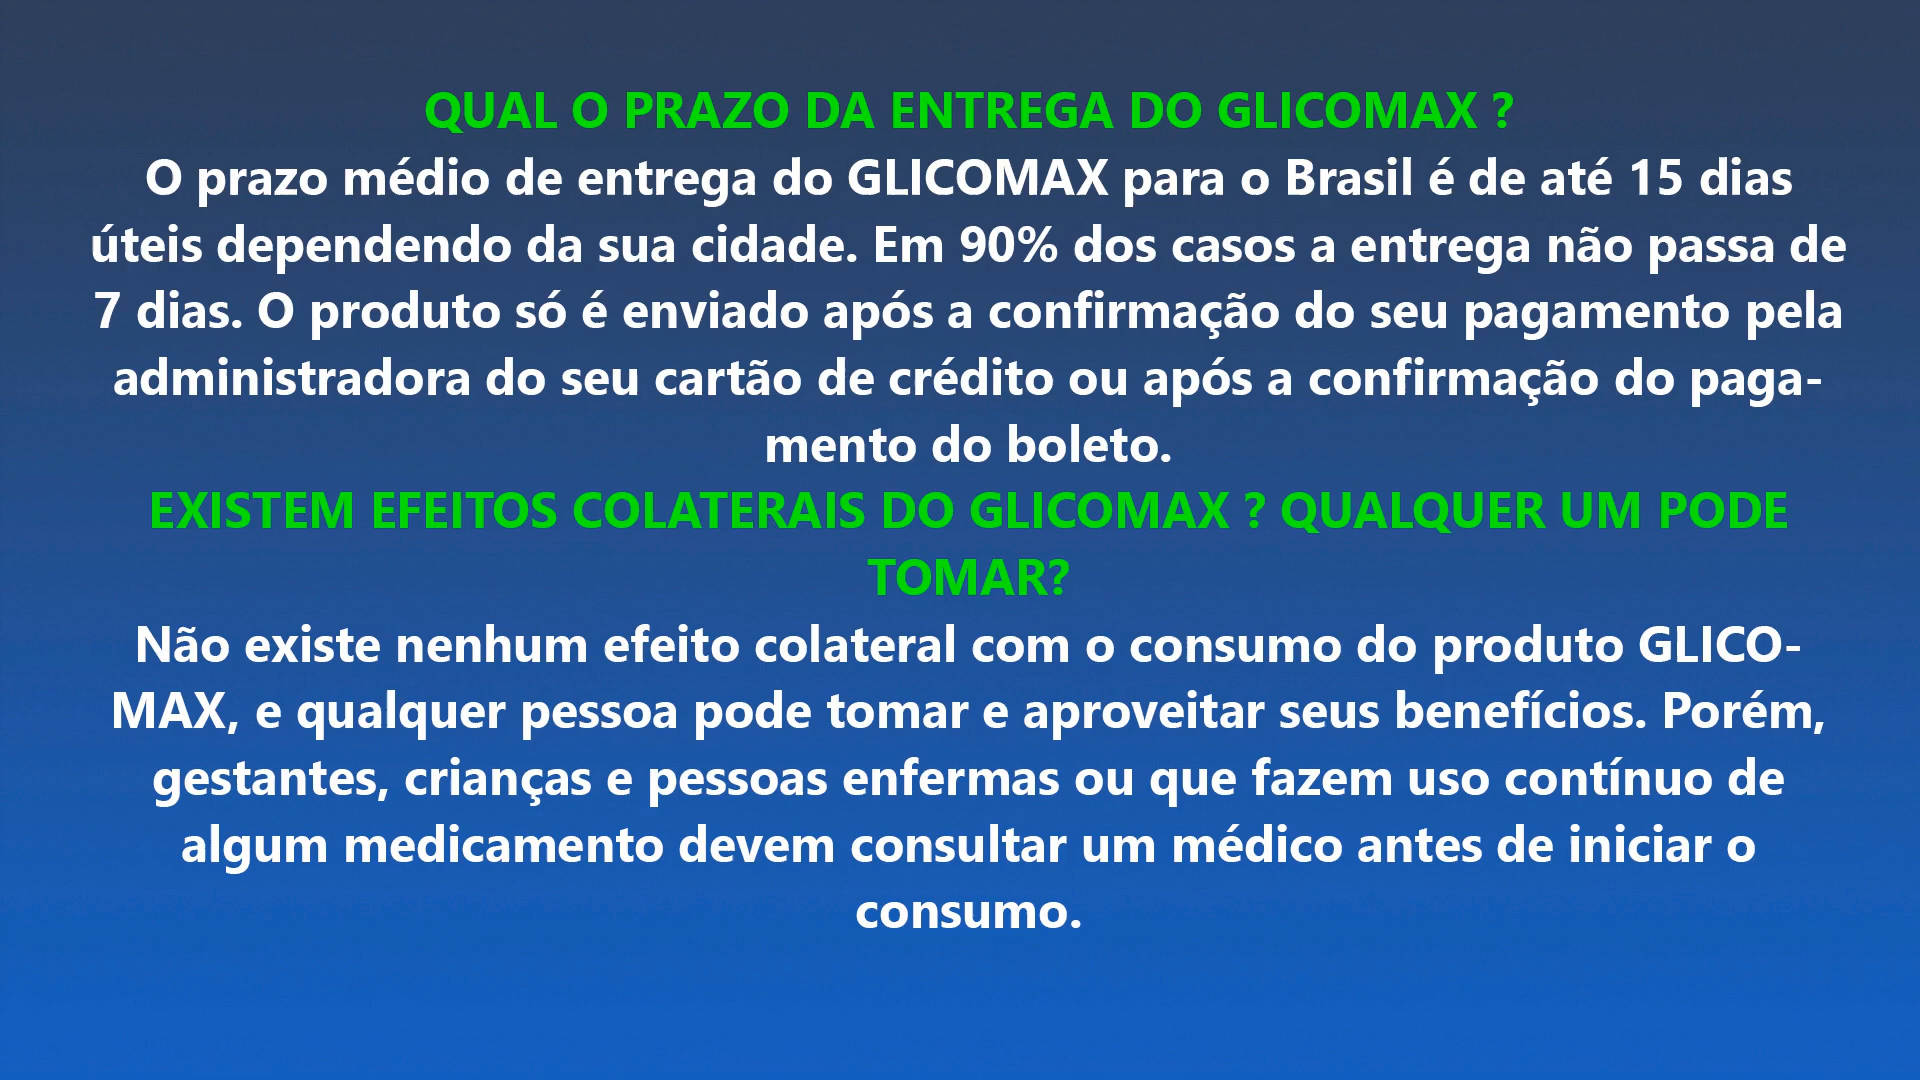 QUAL O PRAZO DA ENTREGA DO GLICOMAX ?
O prazo médio de entrega do GLICOMAX para o Brasil é de até 15 dias
úteis dependendo da sua cidade. Em 90% dos casos a entrega não passa de
7 dias. O produto só é enviado após a confirmação do seu pagamento pela
administradora do seu cartão de crédito ou após a confirmação do paga-
mento do boleto.
EXISTEM EFEITOS COLATERAIS DO GLICOMAX ? QUALQUER UM PODE
TOMAR?
Não existe nenhum efeito colateral com o consumo do produto GLICO-
MAX, e qualquer pessoa pode tomar e aproveitar seus benefícios. Porém,
gestantes, crianças e pessoas enfermas ou que fazem uso contínuo de
algum medicamento devem consultar um médico antes de iniciar o
consumo.